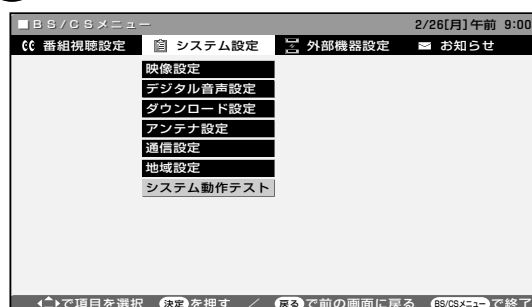 ■BS/CSメニュー 2/26[月]午前 9:00
番組視聴設定 システム設定 外部機器設定 お知らせ
映像設定
デジタル音声設定
ダウンロード設定
アンテナ設定
通信設定
地域設定
システム動作テスト
で項目を選択 決定を押す / 戻るで前の画面に戻る BS/CSメニューで終了